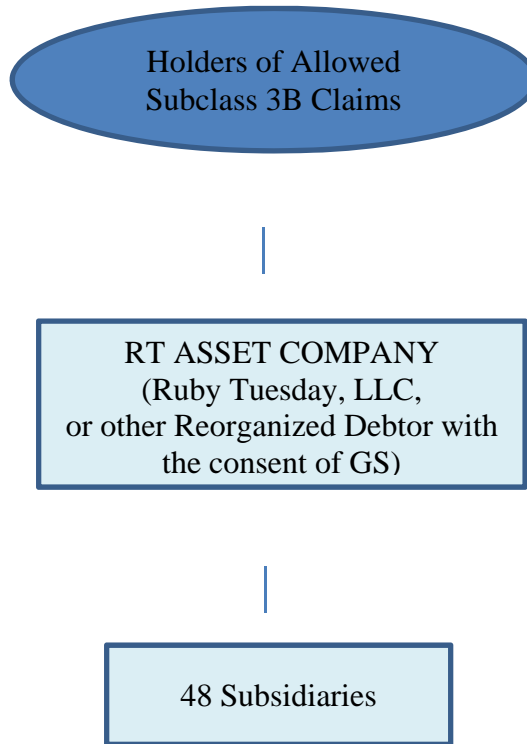 Holders of Allowed
Subclass 3B Claims
RT ASSET COMPANY
(Ruby Tuesday, LLC,
or other Reorganized Debtor with
the consent of GS)
48 Subsidiaries